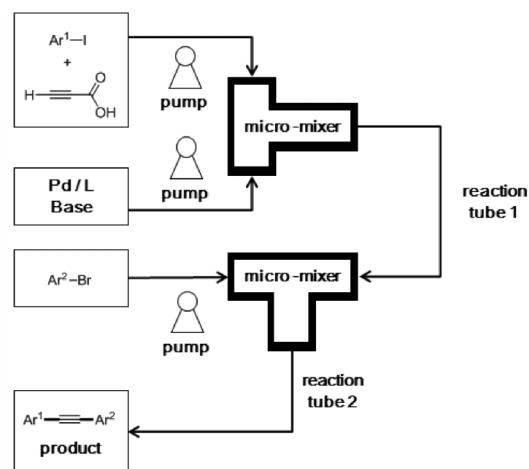 Ar¹—I
+
H
O
OH
pump
micro-mixer
pump
Pd / L
Base
reaction
tube 1
Ar²—Br
micro-mixer
pump
reaction
tube 2
Ar¹
Ar²
product